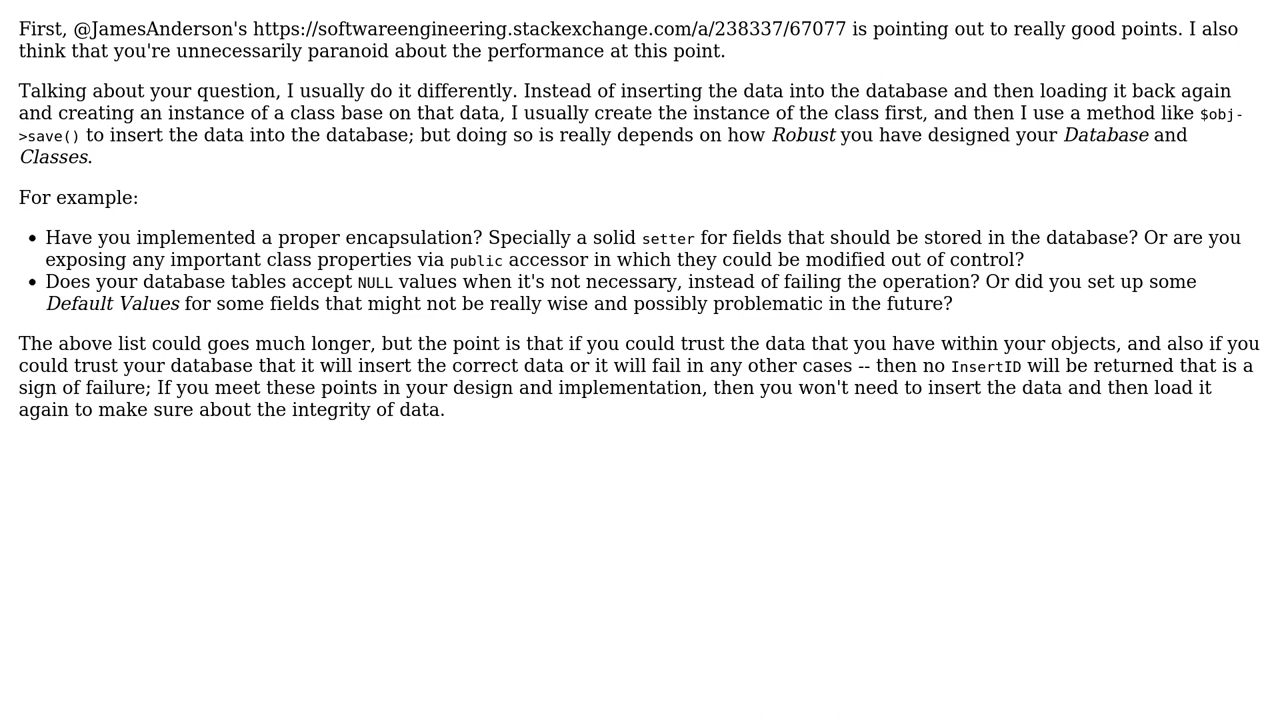 First, @JamesAnderson's https://softwareengineering.stackexchange.com/a/238337/67077 is pointing out to really good points. I also
think that you're unnecessarily paranoid about the performance at this point.
Talking about your question, I usually do it differently. Instead of inserting the data into the database and then loading it back again
and creating an instance of a class base on that data, I usually create the instance of the class first, and then I use a method like $obj-
>save() to insert the data into the database; but doing so is really depends on how Robust you have designed your Database and
Classes.
For example:
• Have you implemented a proper encapsulation? Specially a solid setter for fields that should be stored in the database? Or are you
exposing any important class properties via public accessor in which they could be modified out of control?
• Does your database tables accept NULL values when it's not necessary, instead of failing the operation? Or did you set up some
Default Values for some fields that might not be really wise and possibly problematic in the future?
The above list could goes much longer, but the point is that if you could trust the data that you have within your objects, and also if you
could trust your database that it will insert the correct data or it will fail in any other cases -- then no InsertID will be returned that is a
sign of failure; If you meet these points in your design and implementation, then you won't need to insert the data and then load it
again to make sure about the integrity of data.